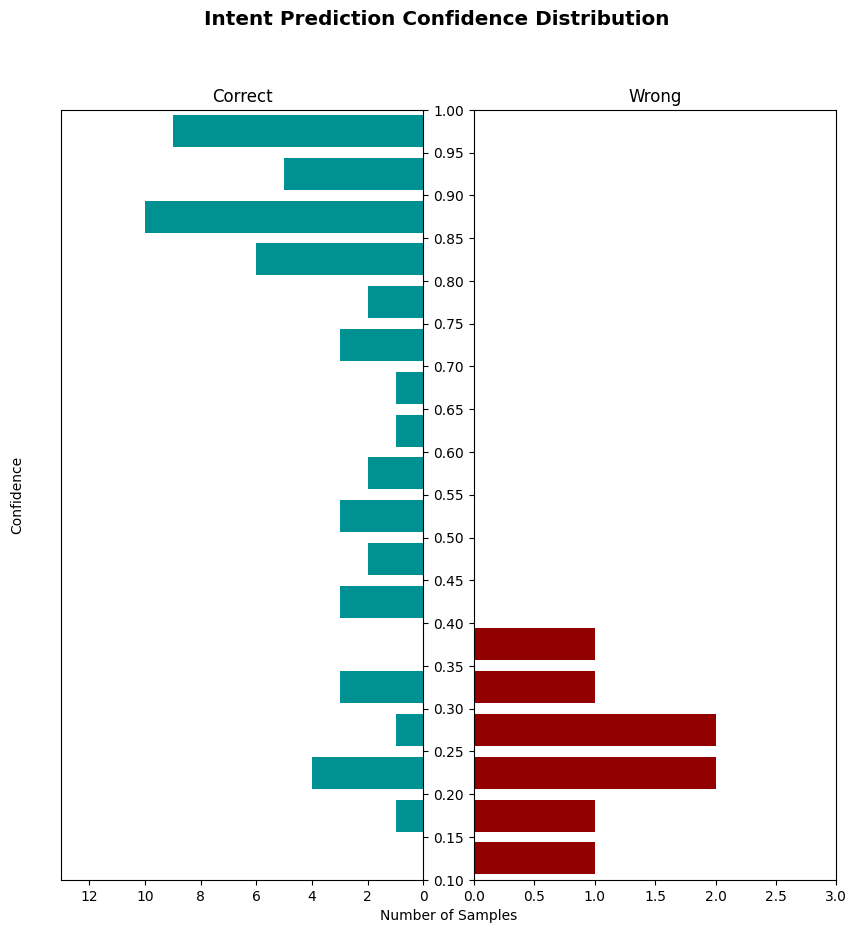 Intent Prediction Confidence Distribution
Correct
Wrong
Confidence
1.00
0.95
0.90
0.85
0.80
0.75
0.70
0.65
0.60
0.55
0.50
0.45
0.40
0.35
0.30
0.25
0.20
0.15
0.10
12 10 8 6 4 2 0
0.0 0.5 1.0 1.5 2.0 2.5 3.0
Number of Samples